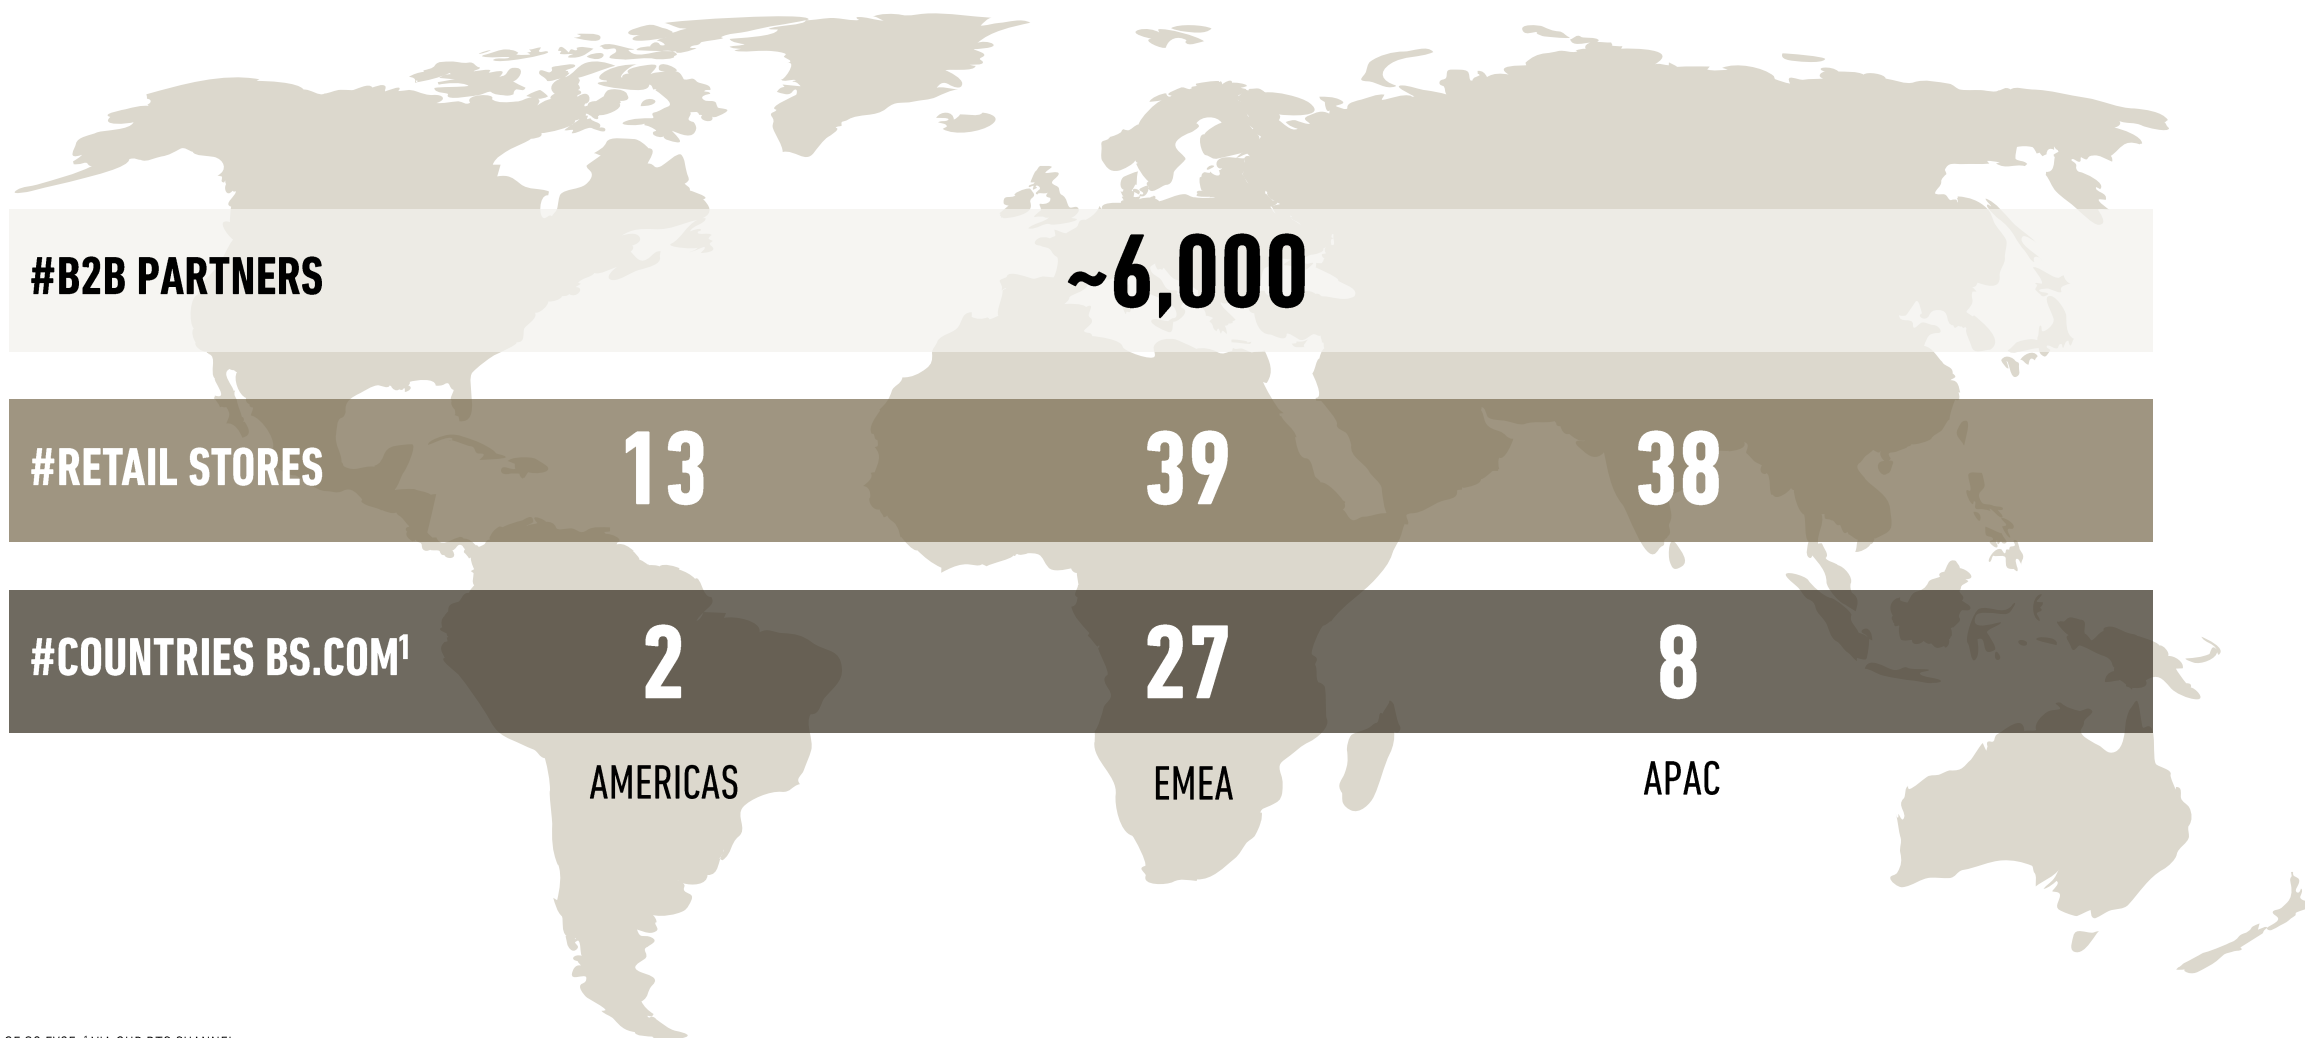 #B2B PARTNERS ~6,000
#RETAIL STORES 13 39 38
#COUNTRIES BS.COM¹ 2 27 8
AMERICAS EMEA APAC